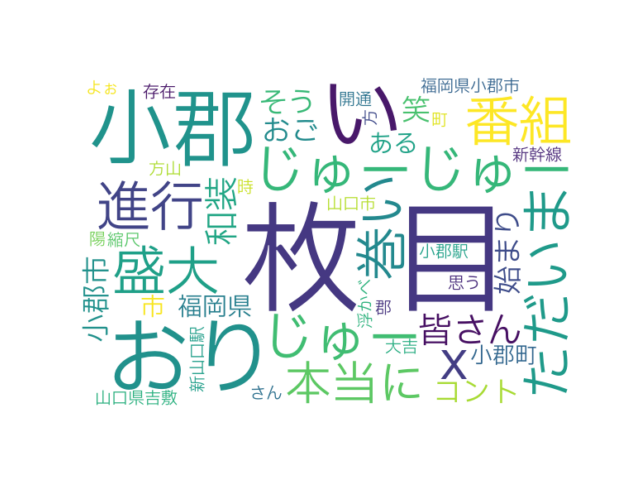 よぉ 存在 そう 開通 方 笑 福岡県小郡市
小郡 おご ある 町 い 番組
じゅーじゅー 新幹線
方山 時 和装 山口市
進行 枚目 巻い 始まり ただいま
陽 縮尺 小郡駅
盛大 思う
小郡市 市 福岡県 浮かべ 郡 皆さん
おり 新山口駅 じゅー 大吉 x 小郡町
山口県吉敷 さん 本当に コント